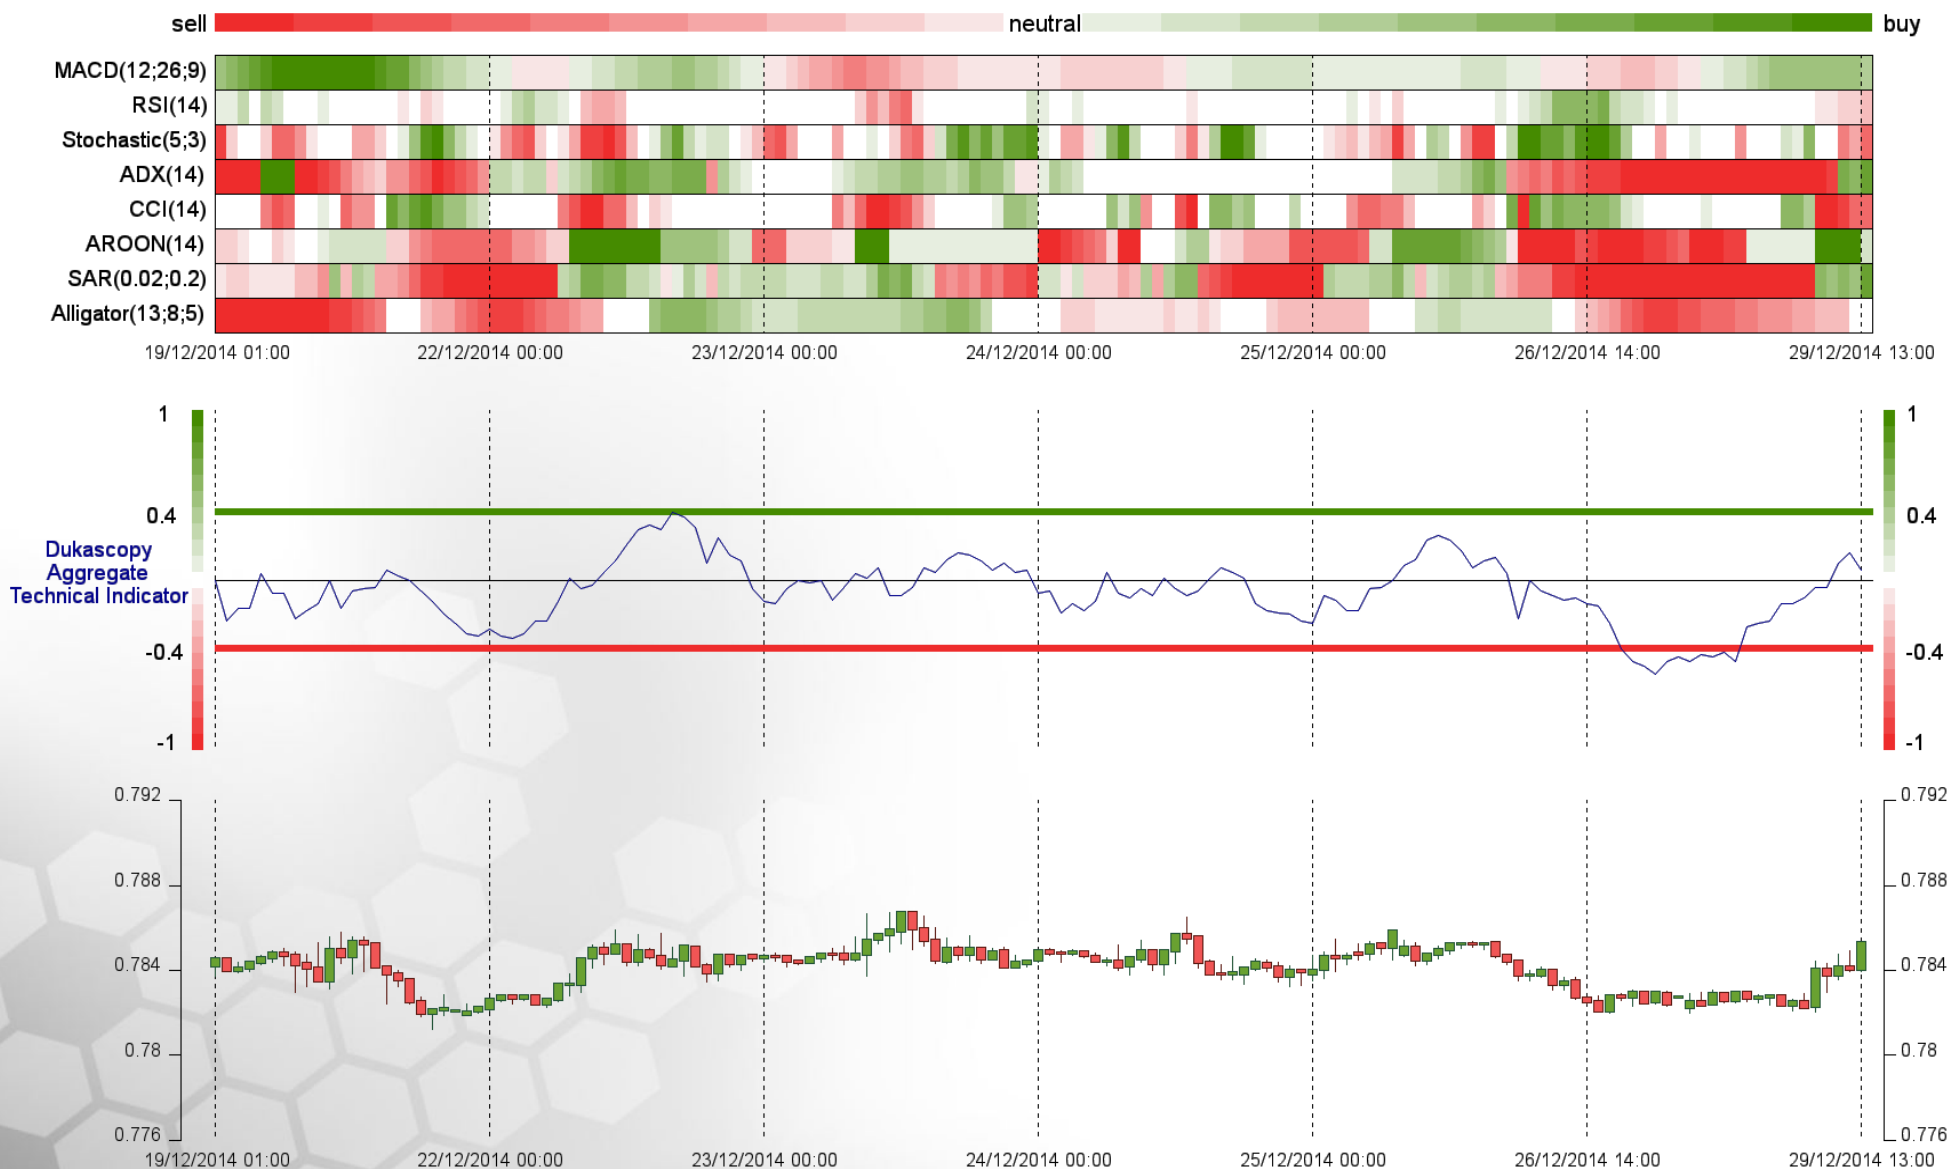 sell neutral buy
MACD(12;26;9)
RSI(14)
Stochastic(5;3)
ADX(14)
CCI(14)
AROON(14)
SAR(0.02;0.2)
Alligator(13;8;5)
19/12/2014 01:00 22/12/2014 00:00 23/12/2014 00:00 24/12/2014 00:00 25/12/2014 00:00 26/12/2014 14:00 29/12/2014 13:00
1 1
0.4 0.4
Dukascopy
Aggregate
Technical Indicator
-0.4 -0.4
-1 -1
0.792 0.792
0.788 0.788
0.784 0.784
0.78 0.78
0.776 0.776
19/12/2014 01:00 22/12/2014 00:00 23/12/2014 00:00 24/12/2014 00:00 25/12/2014 00:00 26/12/2014 14:00 29/12/2014 13:00